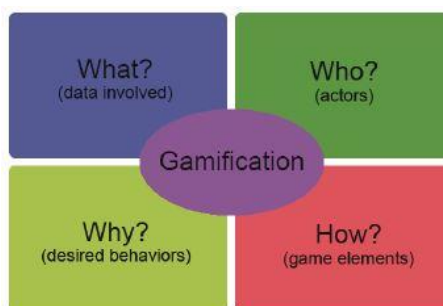 What?
(data involved)
Who?
(actors)
Gamification
Why?
(desired behaviors)
How?
(game elements)